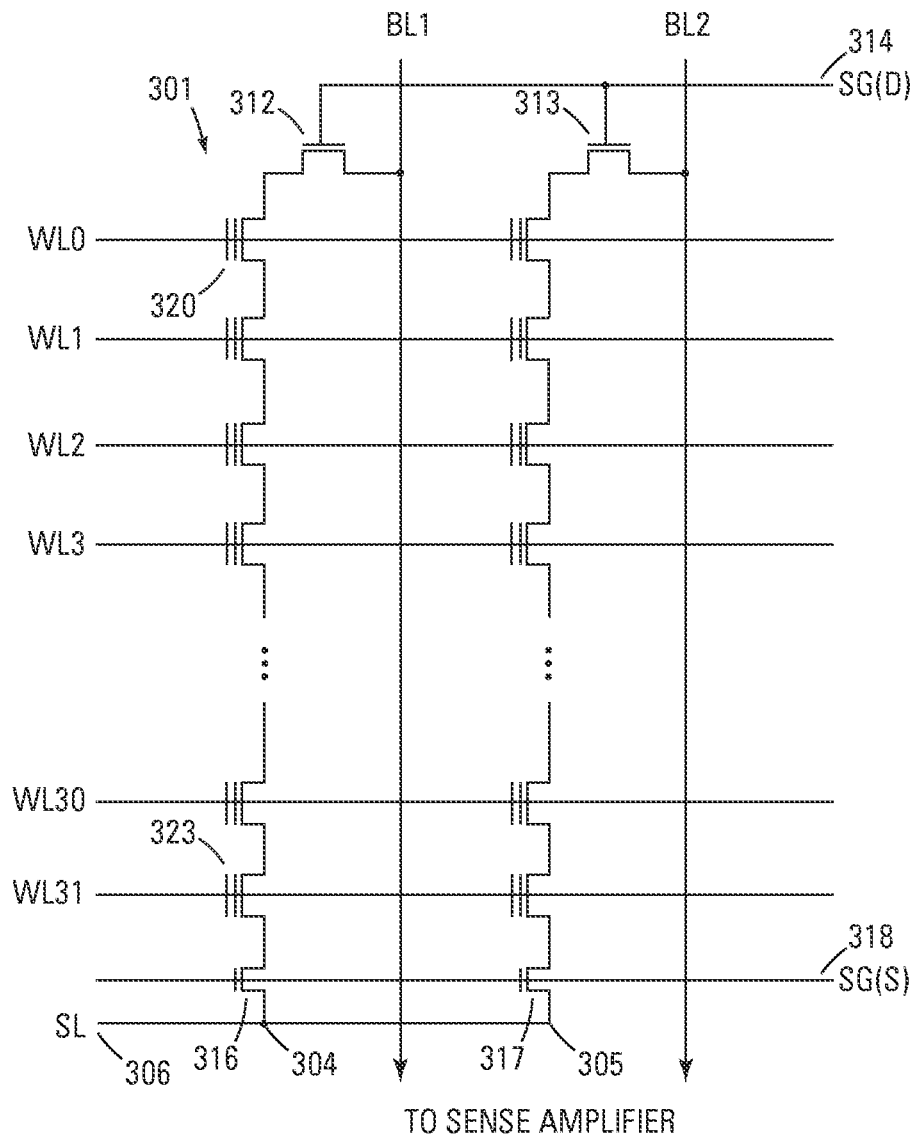 BL1
BL2
314
SG(D)
301
312
313
WL0
320
WL1
WL2
WL3
WL30
323
WL31
318
SG(S)
SL
306
316
304
317
305
TO SENSE AMPLIFIER